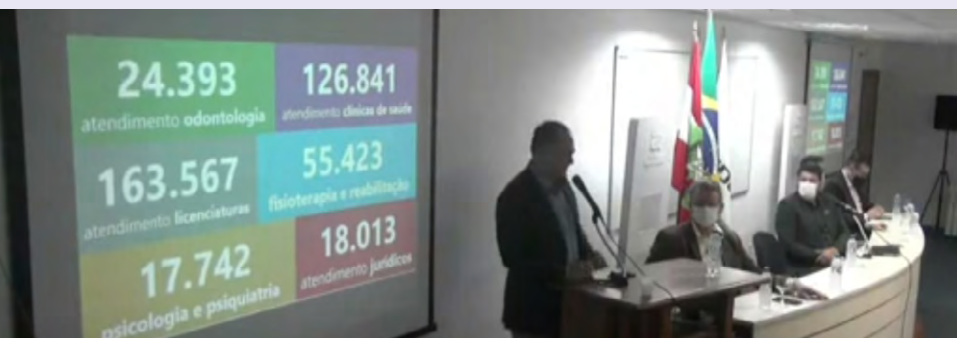 24.393
atendimento odontologia
126.841
atendimento clínicas de saúde
163.567
atendimento licenciaturas
55.423
fisioterapia e reabilitação
17.742
psicologia e psiquiatria
18.013
atendimento jurídicos